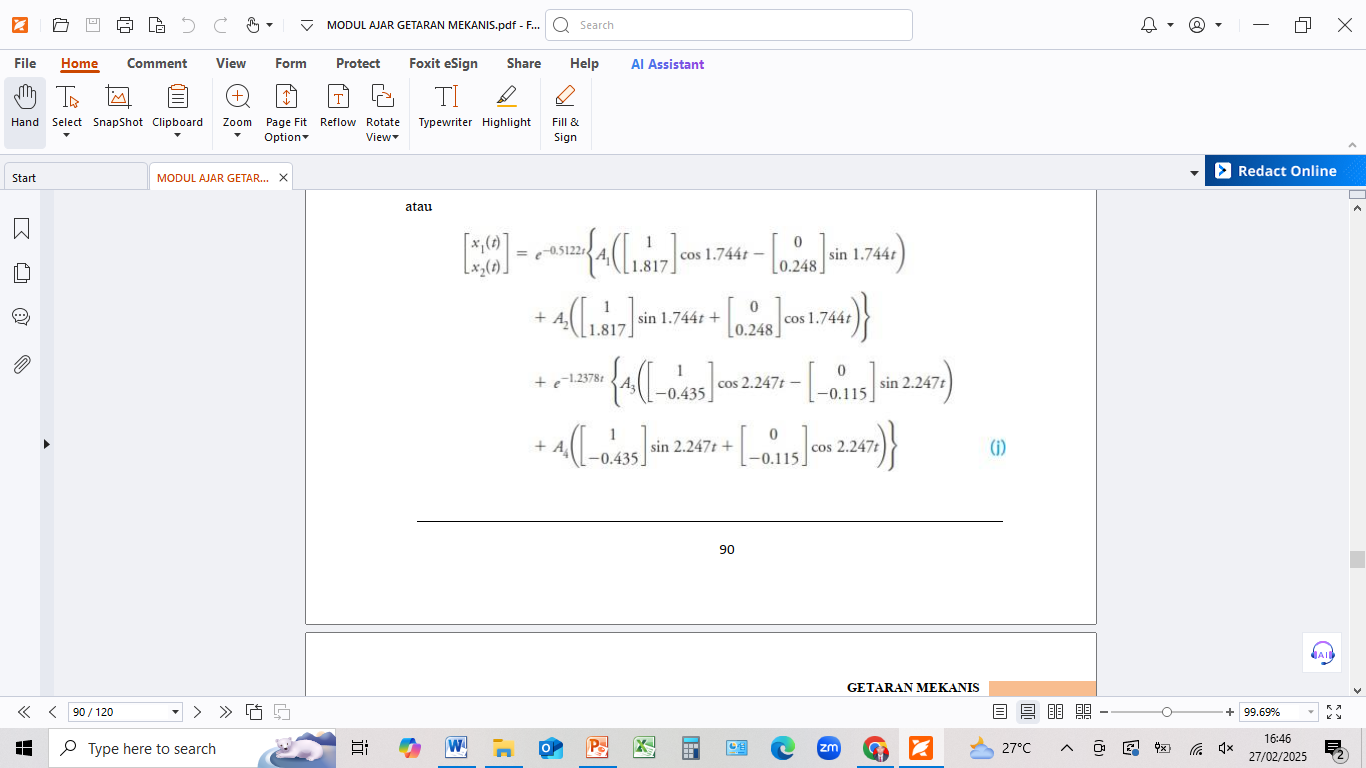 MODUL AJAR GETARAN MEKANIS.pdf - F...
Search
File Home Comment View Form Protect Foxit eSign Share Help AI Assistant
Hand
Select
SnapShot
Clipboard
Zoom
Page Fit Option
Reflow
Rotate View
Typewriter
Highlight
Fill & Sign
Start
MODUL AJAR GETAR...
Redact Online
atau
[x₁(t) x₂(t)] = e^(−0.5122t) {A₁([1 1.817] cos 1.744t − [0 0.248] sin 1.744t)
+ A₂([1 1.817] sin 1.744t + [0 0.248] cos 1.744t)}
+ e^(−1.2378t) {A₃([1 −0.435] cos 2.247t − [0 −0.115] sin 2.247t)
+ A₄([1 −0.435] sin 2.247t + [0 −0.115] cos 2.247t)} (j)
90
GETARAN MEKANIS
AI
90 / 120
99.69%
Type here to search
zm
27°C
16:46
27/02/2025
2